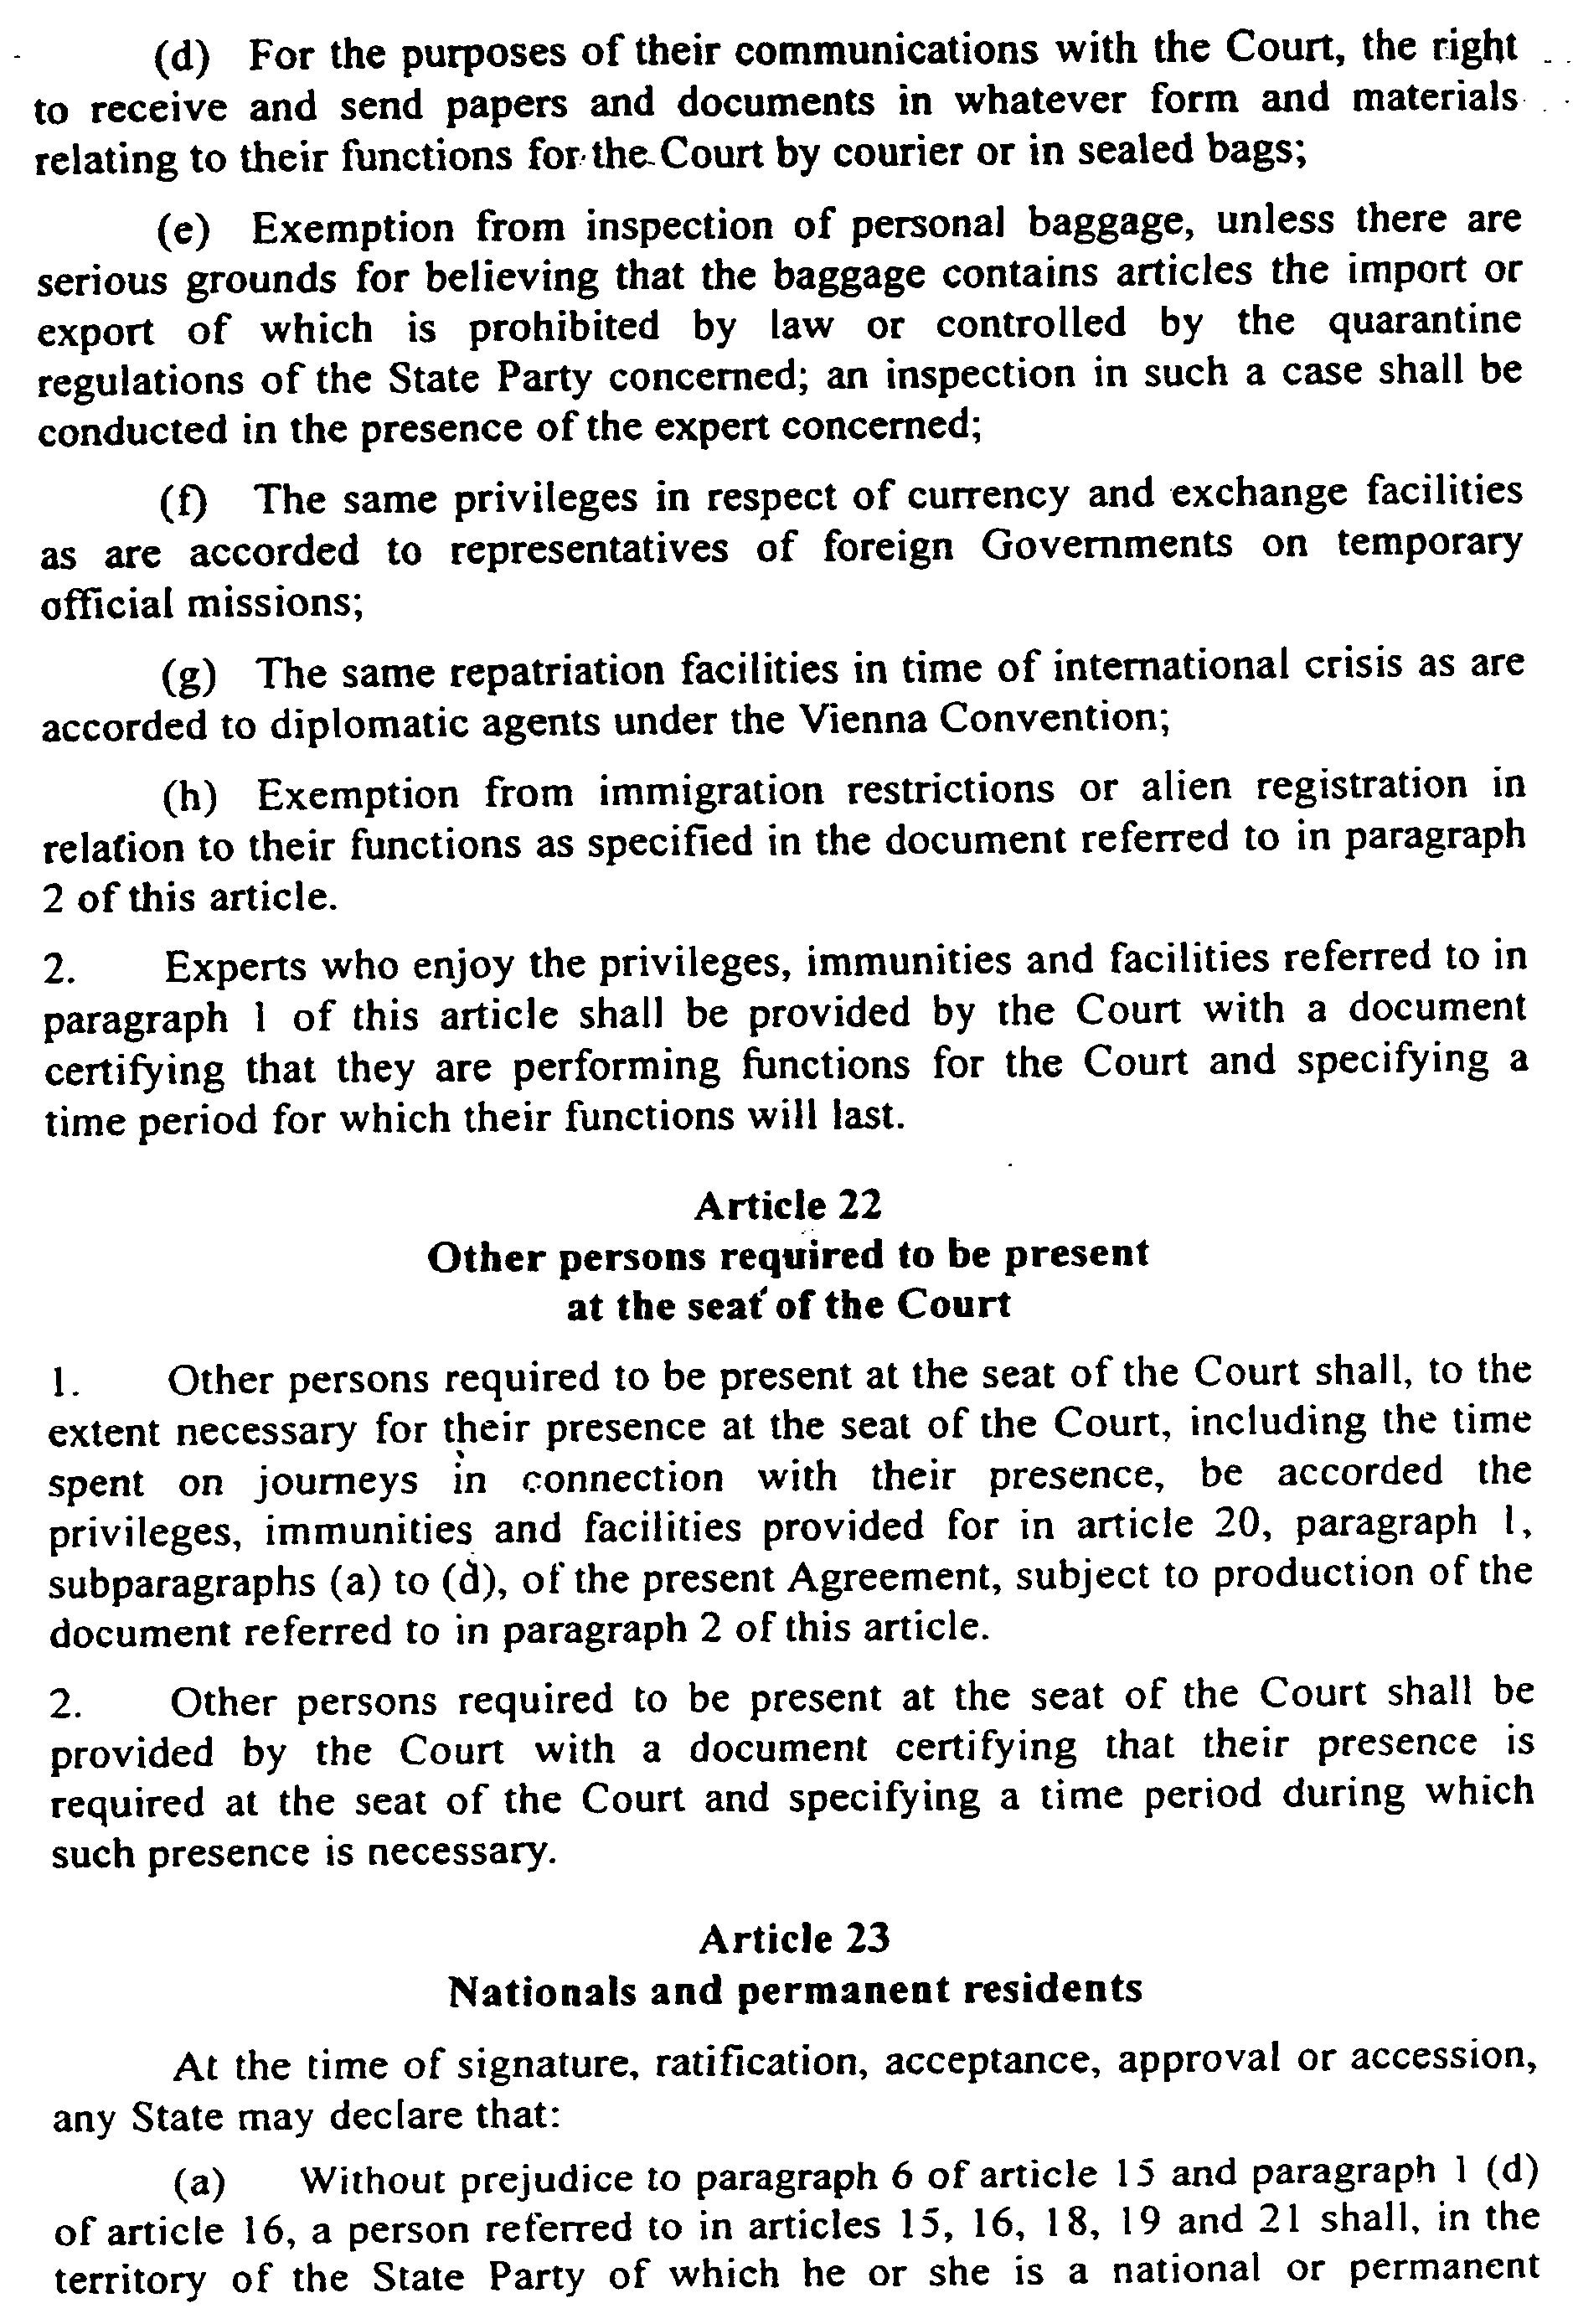 (d) For the purposes of their communications with the Court, the right
to receive and send papers and documents in whatever form and materials
relating to their functions for the Court by courier or in sealed bags;
(e) Exemption from inspection of personal baggage, unless there are
serious grounds for believing that the baggage contains articles the import or
export of which is prohibited by law or controlled by the quarantine
regulations of the State Party concerned; an inspection in such a case shall be
conducted in the presence of the expert concerned;
(f) The same privileges in respect of currency and exchange facilities
as are accorded to representatives of foreign Governments on temporary
official missions;
(g) The same repatriation facilities in time of international crisis as are
accorded to diplomatic agents under the Vienna Convention;
(h) Exemption from immigration restrictions or alien registration in
relation to their functions as specified in the document referred to in paragraph
2 of this article.
2. Experts who enjoy the privileges, immunities and facilities referred to in
paragraph 1 of this article shall be provided by the Court with a document
certifying that they are performing functions for the Court and specifying a
time period for which their functions will last.
Article 22
Other persons required to be present
at the seat of the Court
1. Other persons required to be present at the seat of the Court shall, to the
extent necessary for their presence at the seat of the Court, including the time
spent on journeys in connection with their presence, be accorded the
privileges, immunities and facilities provided for in article 20, paragraph 1,
subparagraphs (a) to (d), of the present Agreement, subject to production of the
document referred to in paragraph 2 of this article.
2. Other persons required to be present at the seat of the Court shall be
provided by the Court with a document certifying that their presence is
required at the seat of the Court and specifying a time period during which
such presence is necessary.
Article 23
Nationals and permanent residents
At the time of signature, ratification, acceptance, approval or accession,
any State may declare that:
(a) Without prejudice to paragraph 6 of article 15 and paragraph 1 (d)
of article 16, a person referred to in articles 15, 16, 18, 19 and 21 shall, in the
territory of the State Party of which he or she is a national or permanent